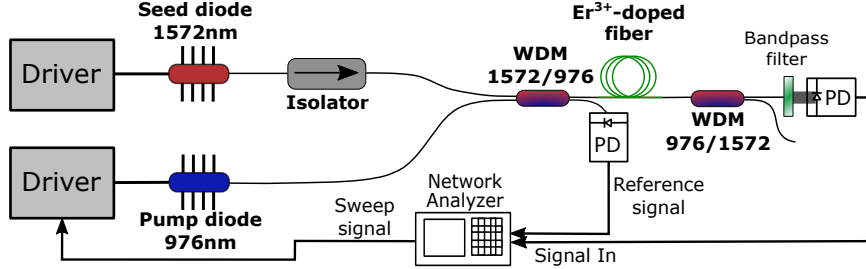 Seed diode
1572nm
Driver
Isolator
WDM
1572/976
Er³⁺-doped
fiber
WDM
976/1572
Bandpass
filter
PD
PD
Driver
Pump diode
976nm
Sweep
signal
Network
Analyzer
Reference
signal
Signal In